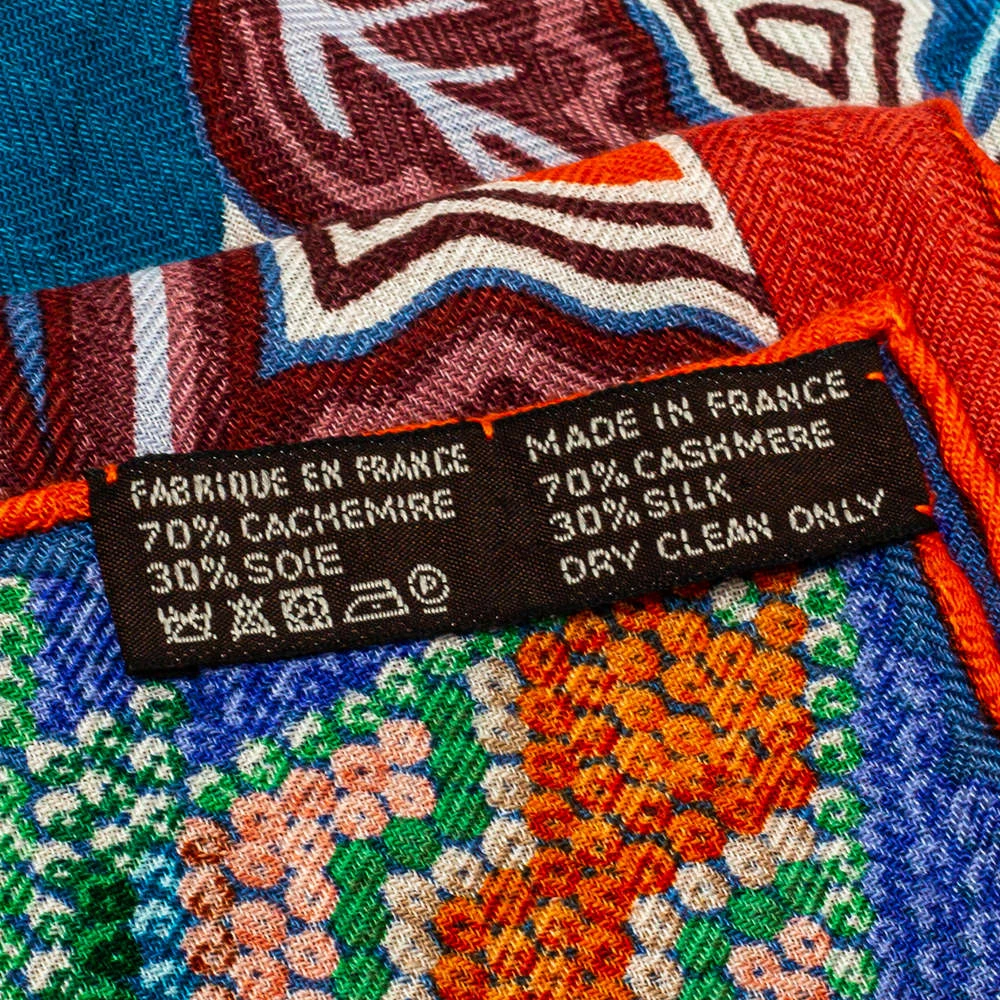 FABRIQUE EN FRANCE
70% CACHEMIRE
30% SOIE
P
MADE IN FRANCE
70% CASHMERE
30% SILK
DRY CLEAN ONLY